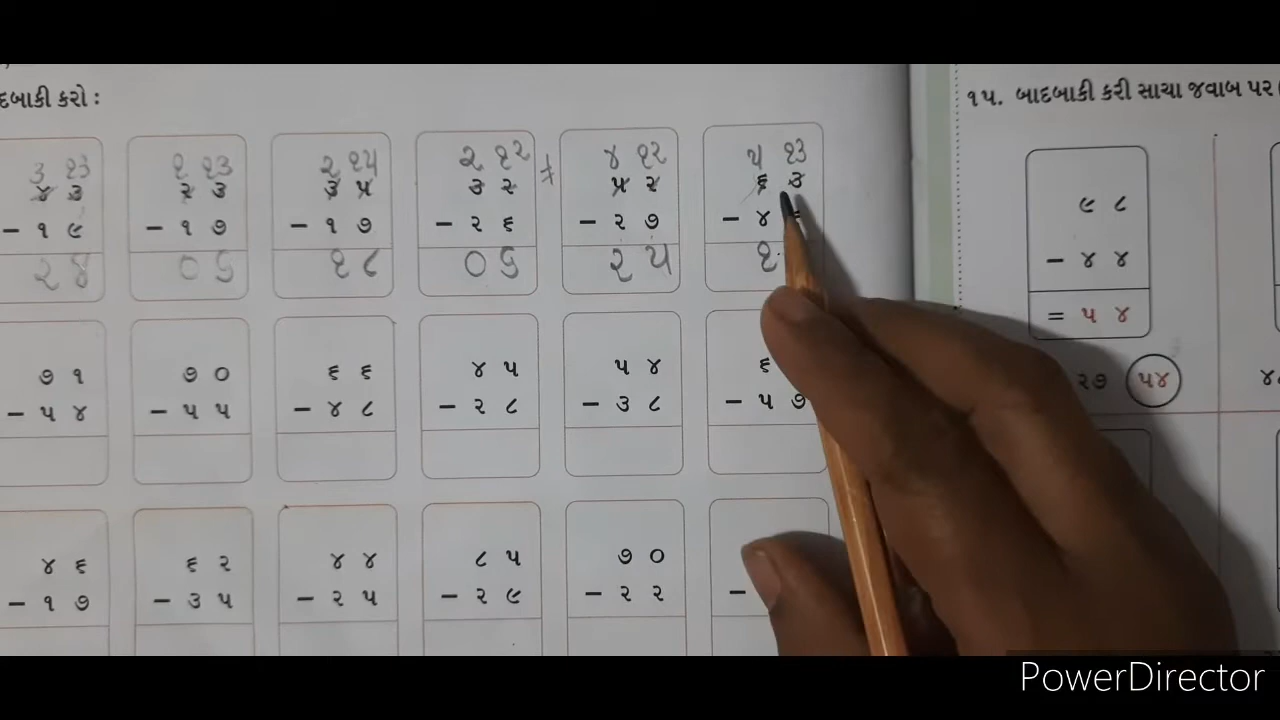 દબાકી કરો :
૧૫. બાદબાકી કરી સાચા જવાબ પર
૩ ૧૩ ૧ ૧૩ ૨ ૧૫ ૨ ૧૨ ૪ ૧૨ ૫ ૧૩
૪ ૩ ૨ ૩ ૩ ૫ ૩ ૨ ૫ ૨ ૬ ૩
– ૧ ૯ – ૧ ૭ – ૧ ૭ – ૨ ૬ – ૨ ૭ – ૪
૨ ૪ ૦ ૬ ૧ ૮ ૦ ૬ ૨ ૫ ૧
૯ ૮
– ૪ ૪
= ૫ ૪
૨૭ ૫૪
૭ ૧ ૭ ૦ ૬ ૬ ૪ ૫ ૫ ૪ ૬
– ૫ ૪ – ૫ ૫ – ૪ ૮ – ૨ ૮ – ૩ ૮ – ૫ ૭
૪ ૬ ૬ ૨ ૪ ૪ ૮ ૫ ૭ ૦
– ૧ ૭ – ૩ ૫ – ૨ ૫ – ૨ ૯ – ૨ ૨ –
PowerDirector